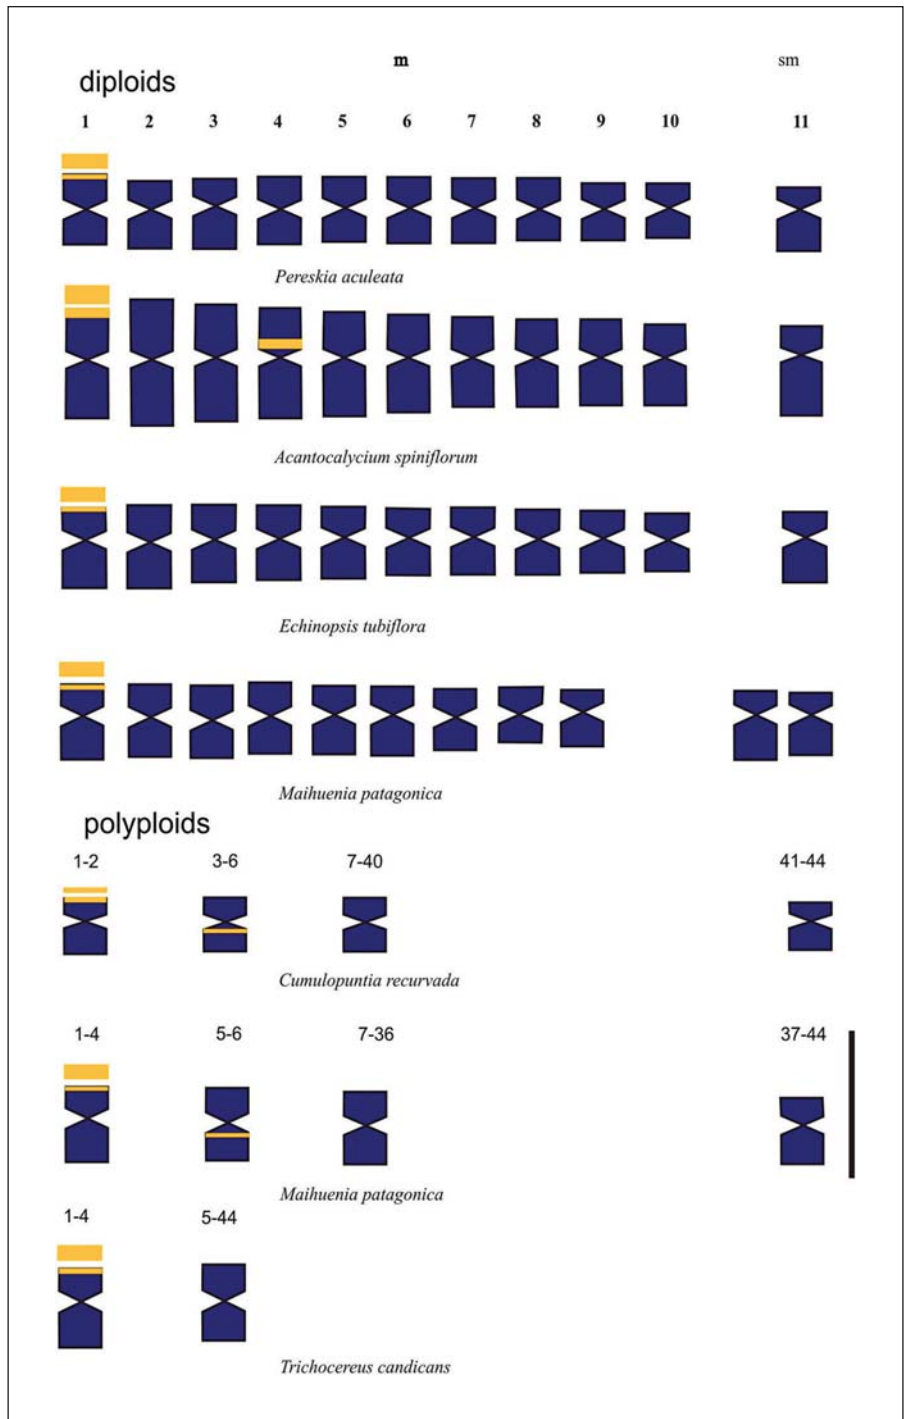 m sm
diploids
1 2 3 4 5 6 7 8 9 10 11
Pereskia aculeata
Acantocalycium spiniflorum
Echinopsis tubiflora
Maihuenia patagonica
polyploids
1-2 3-6 7-40 41-44
Cumulopuntia recurvada
1-4 5-6 7-36 37-44
Maihuenia patagonica
1-4 5-44
Trichocereus candicans